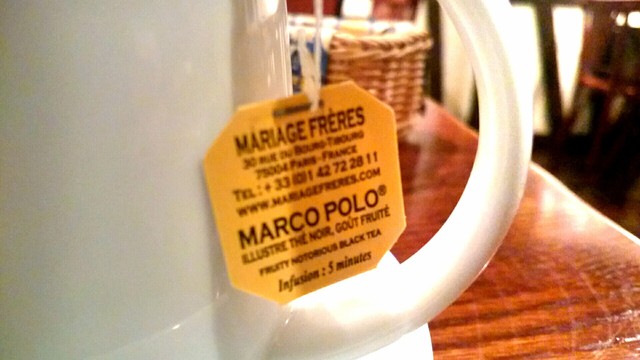 MARIAGE FRÈRES
30 RUE DU BOURG-TIBOURG
75004 PARIS - FRANCE
TEL : + 33 (0)1 42 72 28 11
WWW.MARIAGEFRERES.COM
MARCO POLO®
ILLUSTRE THÉ NOIR, GOÛT FRUITÉ
FRUITY NOTORIOUS BLACK TEA
Infusion : 5 minutes